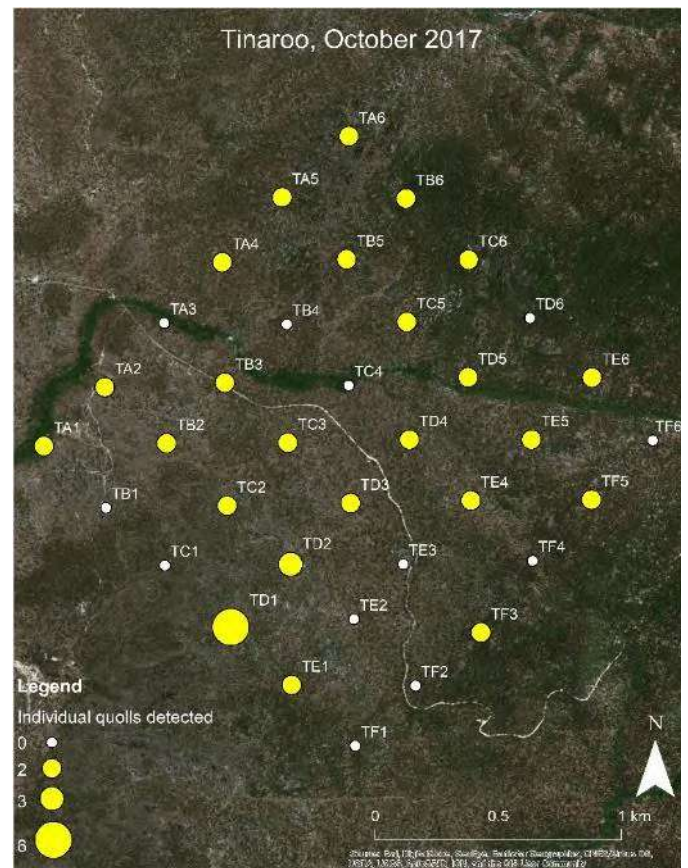 Tinaroo, October 2017
TA6
TA5
TB6
TA4
TB5
TC6
TA3
TB4
TC5
TD6
TA2
TB3
TC4
TD5
TE6
TA1
TB2
TC3
TD4
TE5
TF6
TB1
TC2
TD3
TE4
TF5
TC1
TD2
TE3
TF4
TD1
TE2
TF3
TE1
TF2
TF1
Legend
Individual quolls detected
0
2
3
6
N
0 0.5 1 km